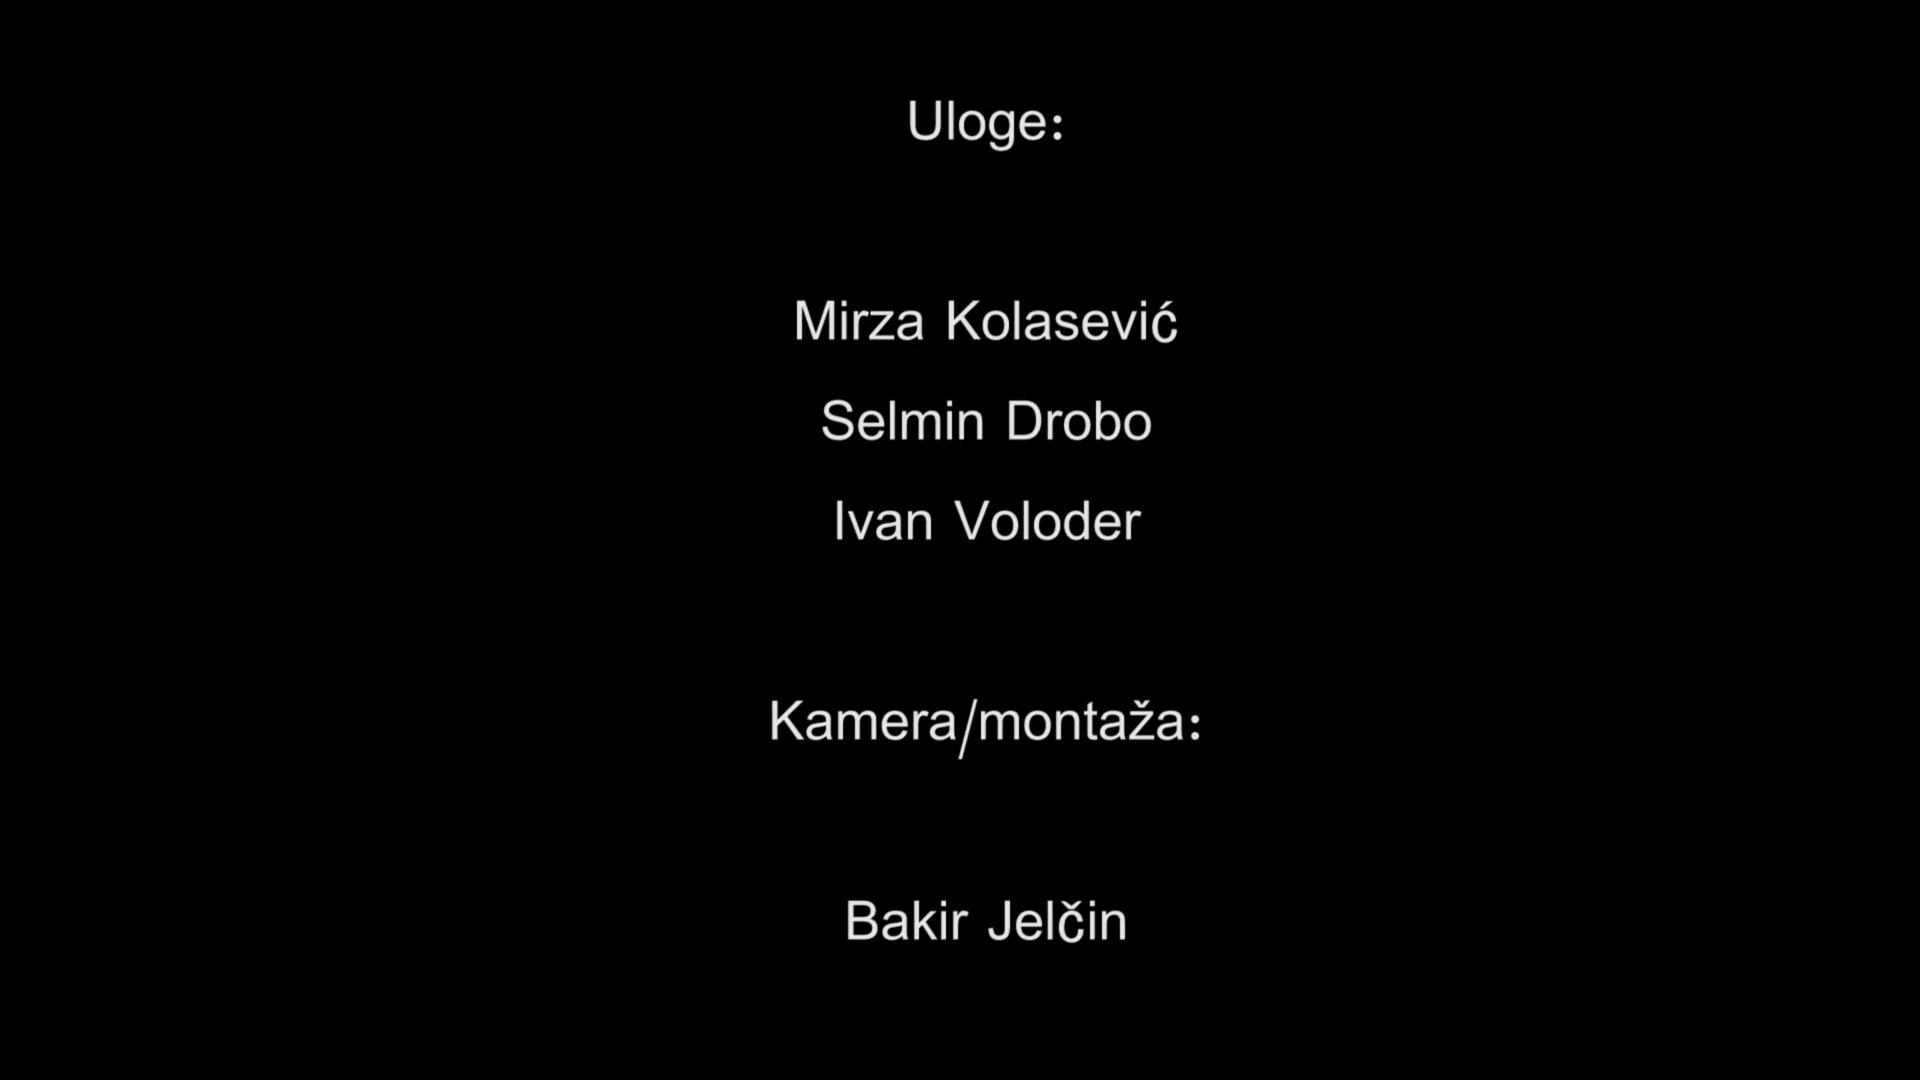 Uloge:
Mirza Kolasević
Selmin Drobo
Ivan Voloder
Kamera/montaža:
Bakir Jelčin